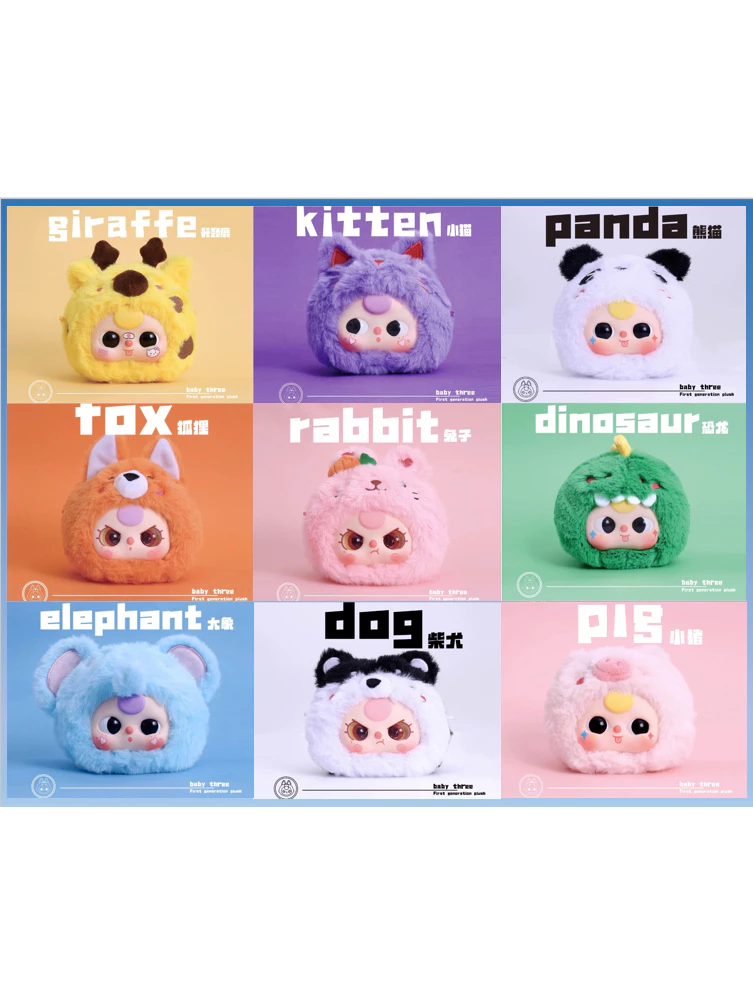 giraffe
kitten 小猫
panda 熊猫
baby three
First generation plush
baby three
First generation plush
baby three
First generation plush
fox 狐狸
rabbit 兔子
dinosaur 恐龙
baby three
First generation plush
baby three
First generation plush
baby three
First generation plush
elephant 大象
dog 柴犬
pig 小猪
baby three
First generation plush
baby three
First generation plush
baby three
First generation plush